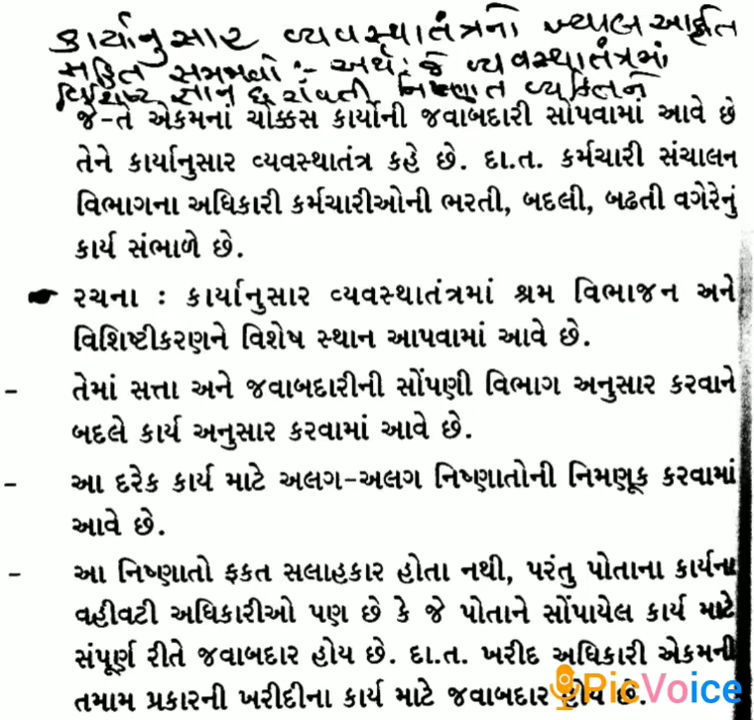 કાર્યાનુસાર વ્યવસ્થાતંત્રનો ખ્યાલ આકૃતિ
સહિત સમજાવો :- અર્થ: જે વ્યવસ્થાતંત્રમાં
વિશિષ્ટ જ્ઞાન ધરાવતી નિષ્ણાત વ્યક્તિને
જે-તે એકમનાં ચોક્કસ કાર્યોની જવાબદારી સોંપવામાં આવે છે
તેને કાર્યાનુસાર વ્યવસ્થાતંત્ર કહે છે. દા.ત. કર્મચારી સંચાલન
વિભાગના અધિકારી કર્મચારીઓની ભરતી, બદલી, બઢતી વગેરેનું
કાર્ય સંભાળે છે.
☛ રચના : કાર્યાનુસાર વ્યવસ્થાતંત્રમાં શ્રમ વિભાજન અને
વિશિષ્ટીકરણને વિશેષ સ્થાન આપવામાં આવે છે.
- તેમાં સત્તા અને જવાબદારીની સોંપણી વિભાગ અનુસાર કરવાને
બદલે કાર્ય અનુસાર કરવામાં આવે છે.
- આ દરેક કાર્ય માટે અલગ-અલગ નિષ્ણાતોની નિમણૂક કરવામાં
આવે છે.
- આ નિષ્ણાતો ફક્ત સલાહકાર હોતા નથી, પરંતુ પોતાના કાર્યના
વહીવટી અધિકારીઓ પણ છે કે જે પોતાને સોંપાયેલ કાર્ય માટે
સંપૂર્ણ રીતે જવાબદાર હોય છે. દા.ત. ખરીદ અધિકારી એકમની
તમામ પ્રકારની ખરીદીના કાર્ય માટે જવાબદાર હોય છે.
PicVoice